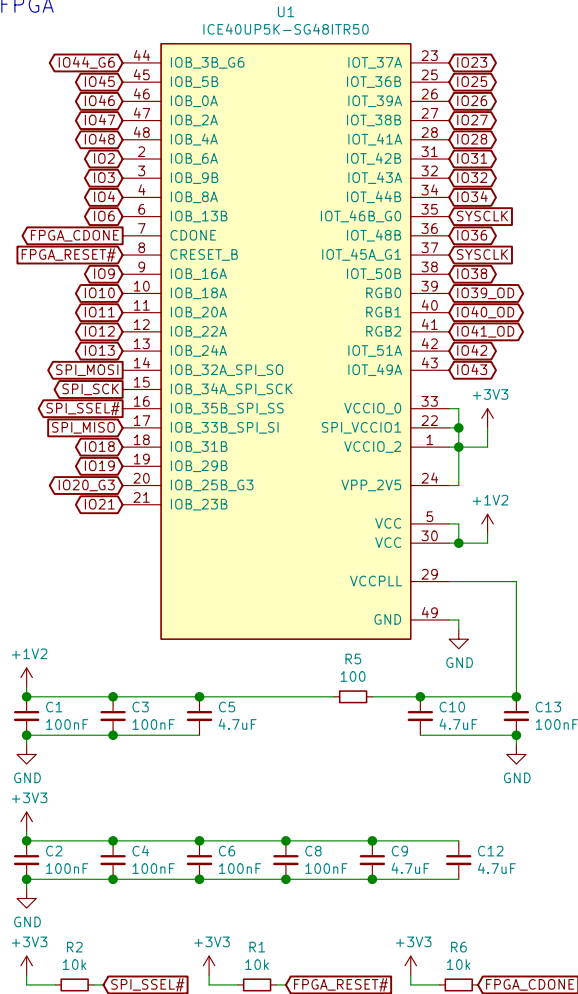 FPGA
U1
ICE40UP5K-SG48ITR50
IO44_G6 44 IOB_3B_G6 IOT_37A 23 IO23
IO45 45 IOB_5B IOT_36B 25 IO25
IO46 46 IOB_0A IOT_39A 26 IO26
IO47 47 IOB_2A IOT_38B 27 IO27
IO48 48 IOB_4A IOT_41A 28 IO28
IO2 2 IOB_6A IOT_42B 31 IO31
IO3 3 IOB_9B IOT_43A 32 IO32
IO4 4 IOB_8A IOT_44B 34 IO34
IO6 6 IOB_13B IOT_46B_G0 35 SYSCLK
FPGA_CDONE 7 CDONE IOT_48B 36 IO36
FPGA_RESET# 8 CRESET_B IOT_45A_G1 37 SYSCLK
IO9 9 IOB_16A IOT_50B 38 IO38
IO10 10 IOB_18A RGB0 39 IO39_OD
IO11 11 IOB_20A RGB1 40 IO40_OD
IO12 12 IOB_22A RGB2 41 IO41_OD
IO13 13 IOB_24A IOT_51A 42 IO42
SPI_MOSI 14 IOB_32A_SPI_SO IOT_49A 43 IO43
SPI_SCK 15 IOB_34A_SPI_SCK
SPI_SSEL# 16 IOB_35B_SPI_SS VCCIO_0 33 +3V3
SPI_MISO 17 IOB_33B_SPI_SI SPI_VCCIO1 22
IO18 18 IOB_31B VCCIO_2 1
IO19 19 IOB_29B
IO20_G3 20 IOB_25B_G3 VPP_2V5 24
IO21 21 IOB_23B
+1V2
VCC 5
VCC 30
VCCPLL 29
GND 49
GND
+1V2 R5
100
C1 C3 C5 C10 C13
100nF 100nF 4.7uF 4.7uF 100nF
GND GND
+3V3
C2 C4 C6 C8 C9 C12
100nF 100nF 100nF 100nF 4.7uF 4.7uF
GND
+3V3 R2 +3V3 R1 +3V3 R6
10k 10k 10k
SPI_SSEL# FPGA_RESET# FPGA_CDONE